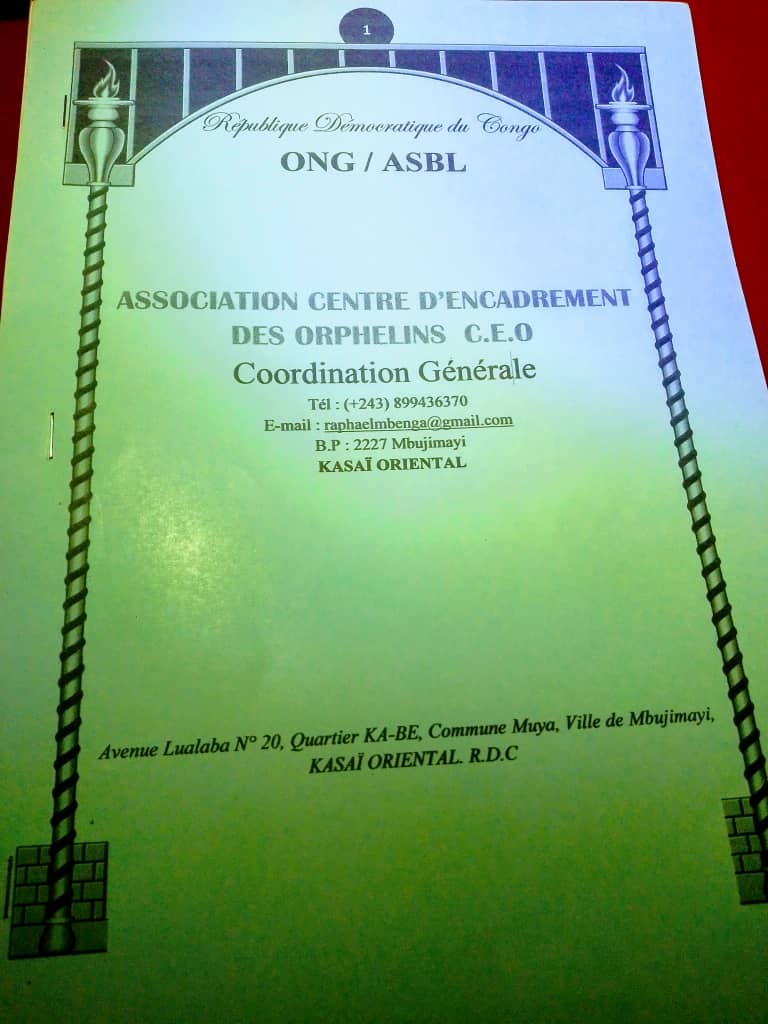 1
République Démocratique du Congo
ONG / ASBL
ASSOCIATION CENTRE D'ENCADREMENT
DES ORPHELINS C.E.O
Coordination Générale
Tél : (+243) 899436370
E-mail : raphaelmbenga@gmail.com
B.P : 2227 Mbujimayi
KASAÏ ORIENTAL
Avenue Lualaba N° 20, Quartier KA-BE, Commune Muya, Ville de Mbujimayi,
KASAÏ ORIENTAL. R.D.C